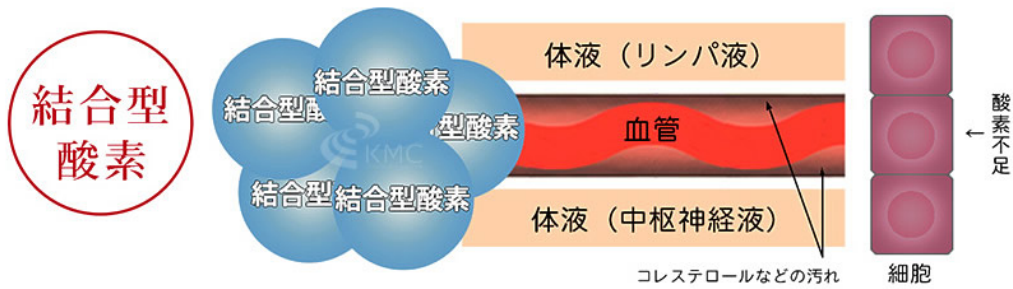 結合型
酸素
結合型酸素
結合型酸
型酸素
結合型
結合型酸素
KMC
体液（リンパ液）
血管
体液（中枢神経液）
コレステロールなどの汚れ
細胞
←酸素不足